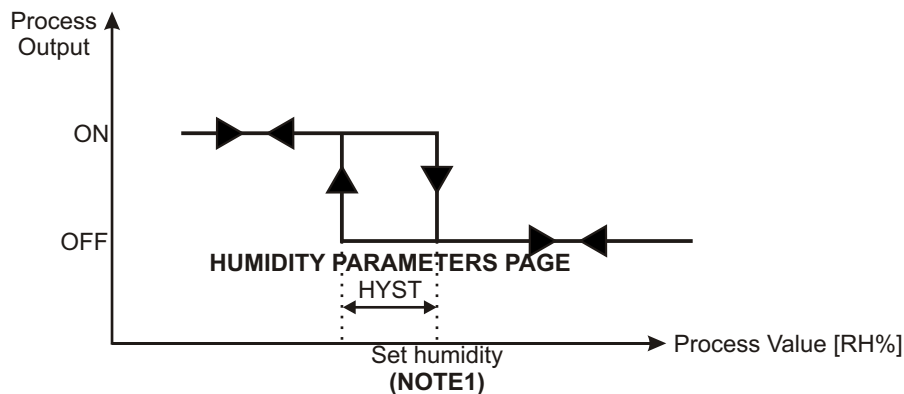 Process
Output
ON
OFF
HUMIDITY PARAMETERS PAGE
HYST
Process Value [RH%]
Set humidity
(NOTE1)